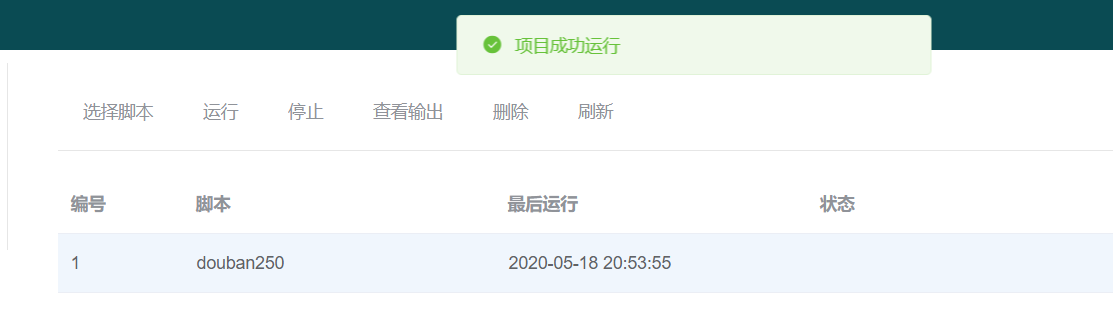 项目成功运行
选择脚本 运行 停止 查看输出 删除 刷新
编号 脚本 最后运行 状态
1 douban250 2020-05-18 20:53:55